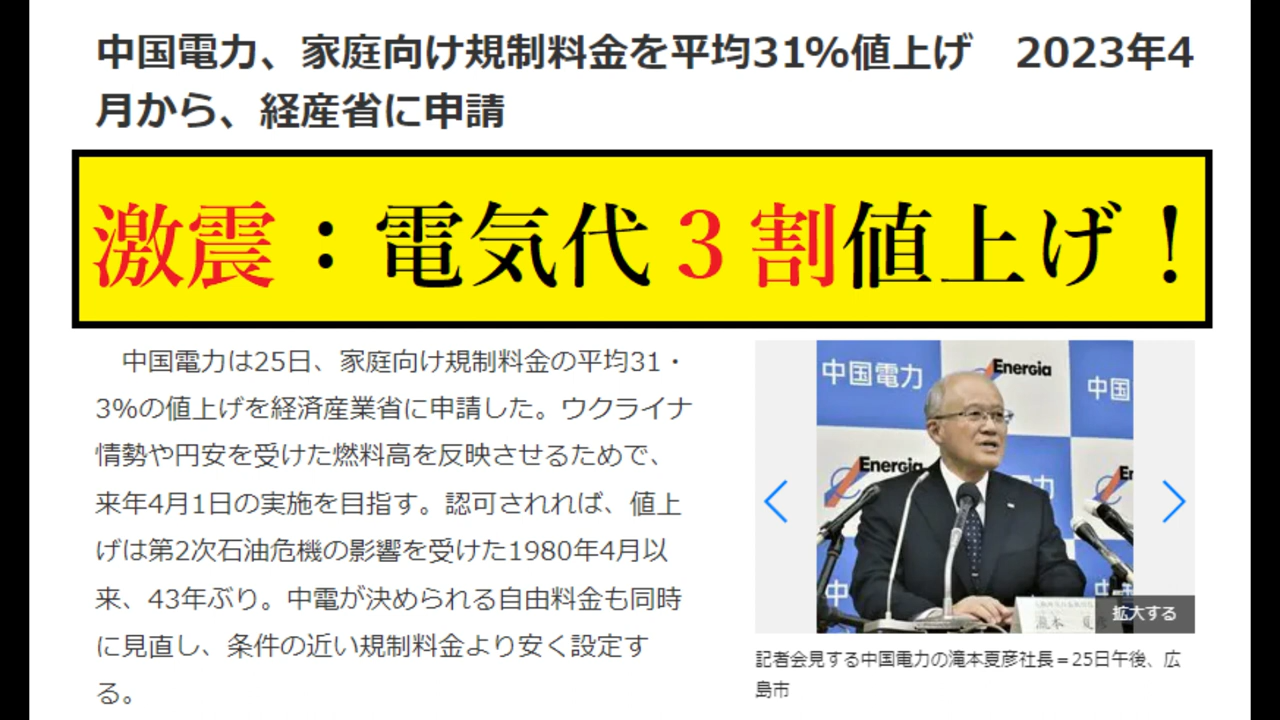 中国電力、家庭向け規制料金を平均31%値上げ　2023年4
月から、経産省に申請
激震：電気代３割値上げ！
　中国電力は25日、家庭向け規制料金の平均31・
3%の値上げを経済産業省に申請した。ウクライナ
情勢や円安を受けた燃料高を反映させるためで、
来年4月1日の実施を目指す。認可されれば、値上
げは第2次石油危機の影響を受けた1980年4月以
来、43年ぶり。中電が決められる自由料金も同時
に見直し、条件の近い規制料金より安く設定す
る。
中国電力
Energia
中国
Energia
力
中
拡大する
記者会見する中国電力の滝本夏彦社長＝25日午後、広
島市